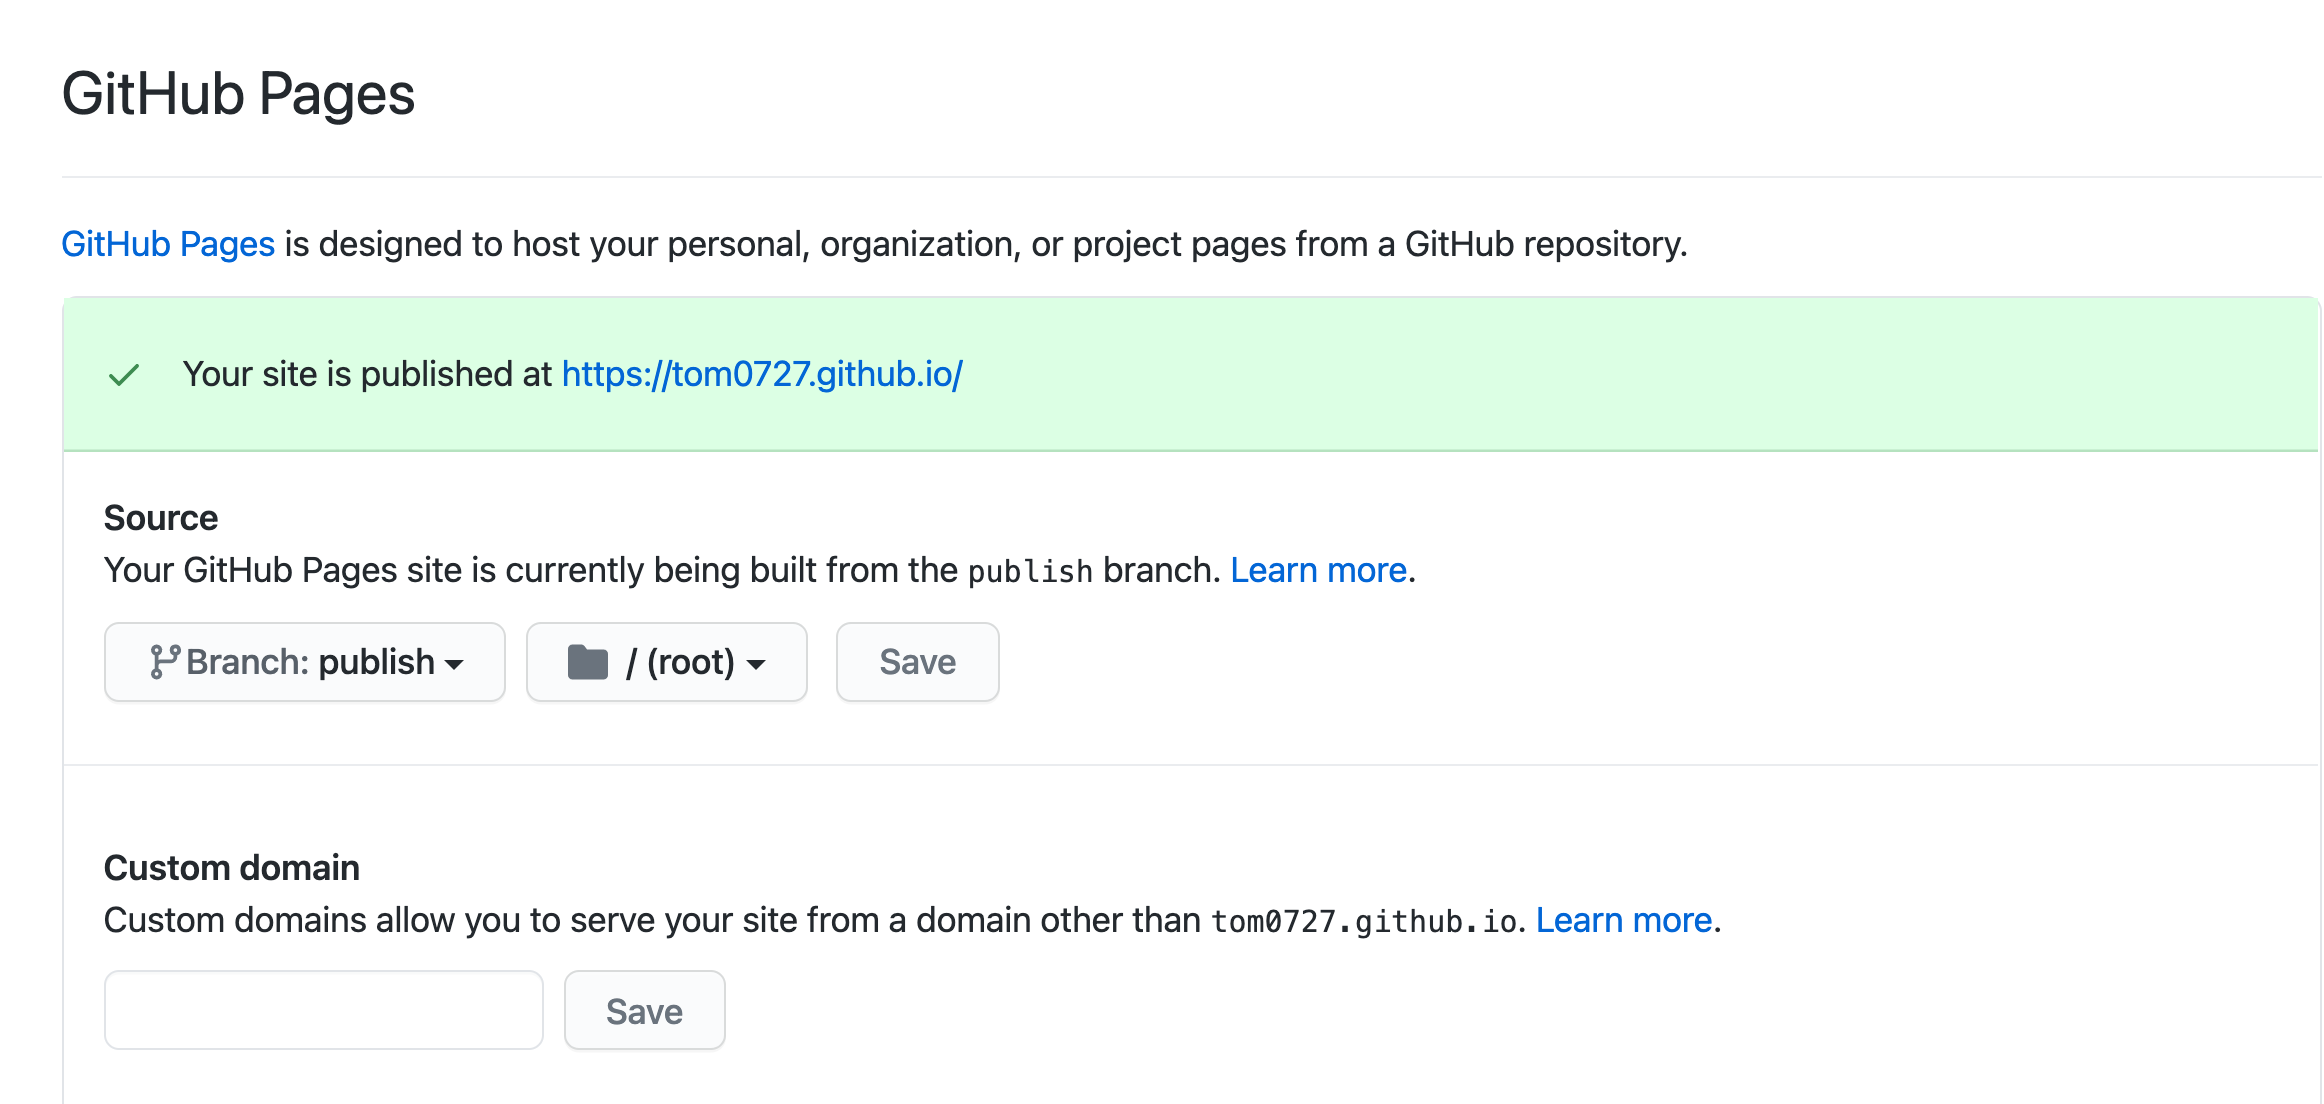 GitHub Pages
GitHub Pages is designed to host your personal, organization, or project pages from a GitHub repository.
Your site is published at https://tom0727.github.io/
Source
Your GitHub Pages site is currently being built from the publish branch. Learn more.
Branch: publish / (root) Save
Custom domain
Custom domains allow you to serve your site from a domain other than tom0727.github.io. Learn more.
Save